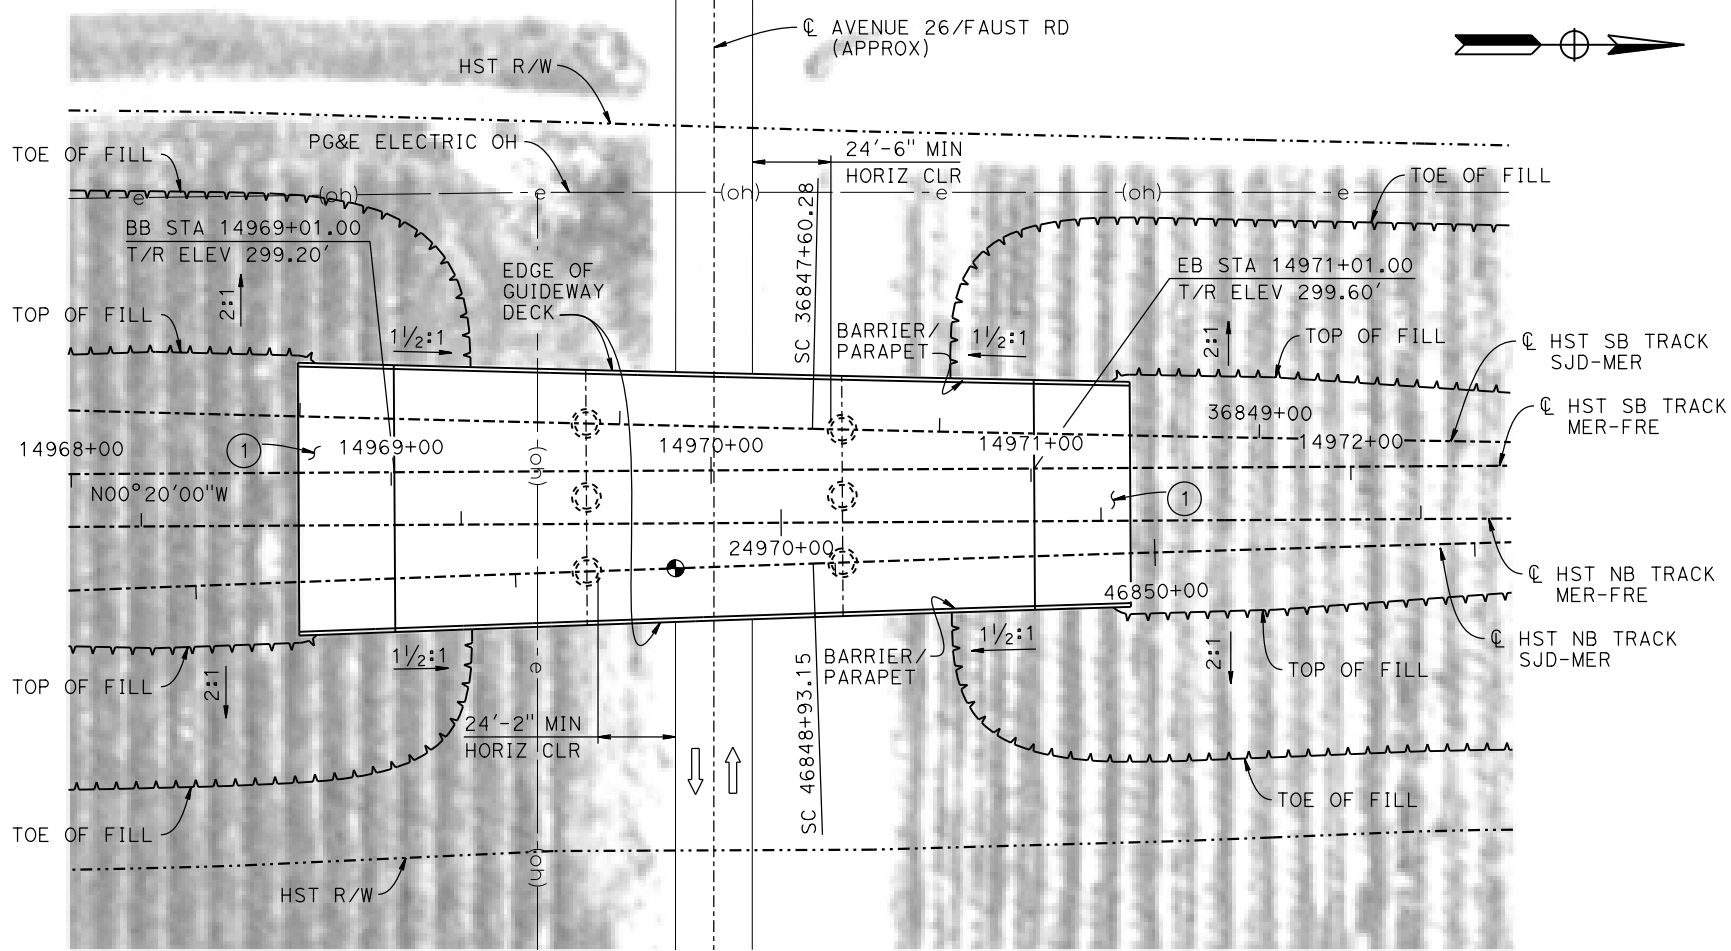 ℄ AVENUE 26/FAUST RD
(APPROX)
HST R/W
PG&E ELECTRIC OH
TOE OF FILL
24'-6" MIN
HORIZ CLR
e
(oh)
e
(oh)
e
(oh)
e
TOE OF FILL
BB STA 14969+01.00
T/R ELEV 299.20'
SC 36847+60.28
EDGE OF
GUIDEWAY
DECK
EB STA 14971+01.00
T/R ELEV 299.60'
2:1
TOP OF FILL
1½:1
BARRIER/
PARAPET
1½:1
2:1
TOP OF FILL
℄ HST SB TRACK
SJD-MER
℄ HST SB TRACK
MER-FRE
36849+00
14968+00
1
14969+00
14970+00
14971+00
14972+00
(oh)
N00°20'00"W
1
24970+00
46850+00
℄ HST NB TRACK
MER-FRE
℄ HST NB TRACK
SJD-MER
1½:1
e
1½:1
BARRIER/
PARAPET
2:1
TOP OF FILL
2:1
TOP OF FILL
SC 46848+93.15
24'-2" MIN
HORIZ CLR
TOE OF FILL
TOE OF FILL
(oh)
HST R/W